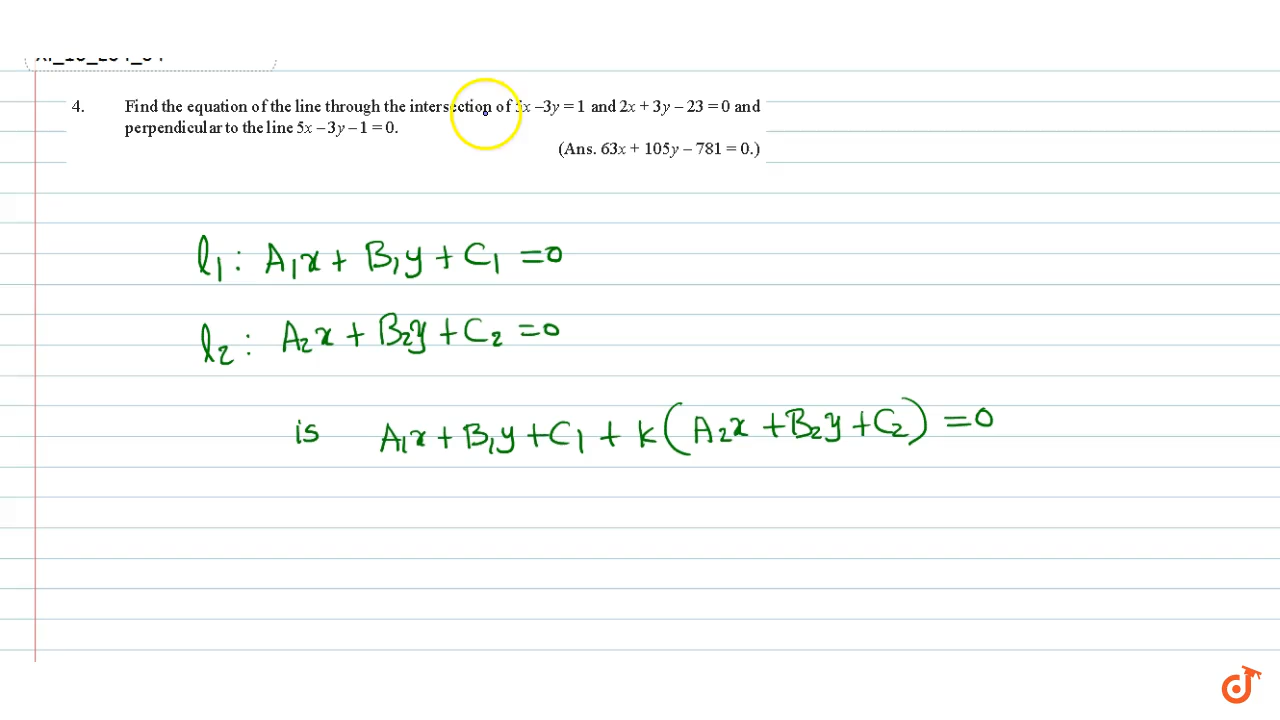 4. Find the equation of the line through the intersection of 5x –3y = 1 and 2x + 3y – 23 = 0 and
perpendicular to the line 5x – 3y – 1 = 0.
(Ans. 63x + 105y – 781 = 0.)
l₁ : A₁x + B₁y + C₁ = 0
l₂ : A₂x + B₂y + C₂ = 0
is A₁x + B₁y + C₁ + k(A₂x + B₂y + C₂) = 0